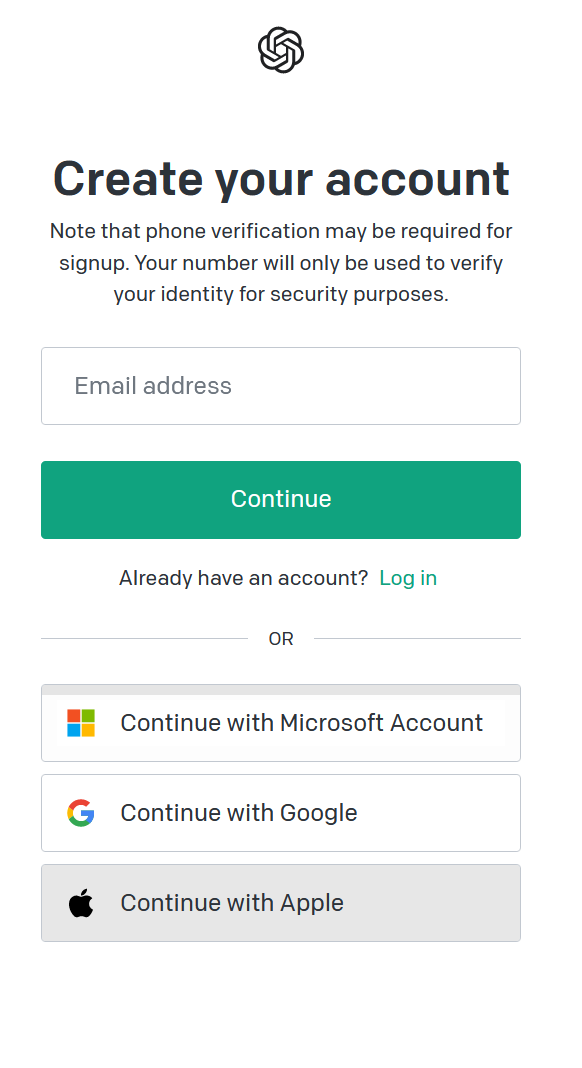 Create your account
Note that phone verification may be required for
signup. Your number will only be used to verify
your identity for security purposes.
Email address
Continue
Already have an account? Log in
OR
Continue with Microsoft Account
Continue with Google
Continue with Apple